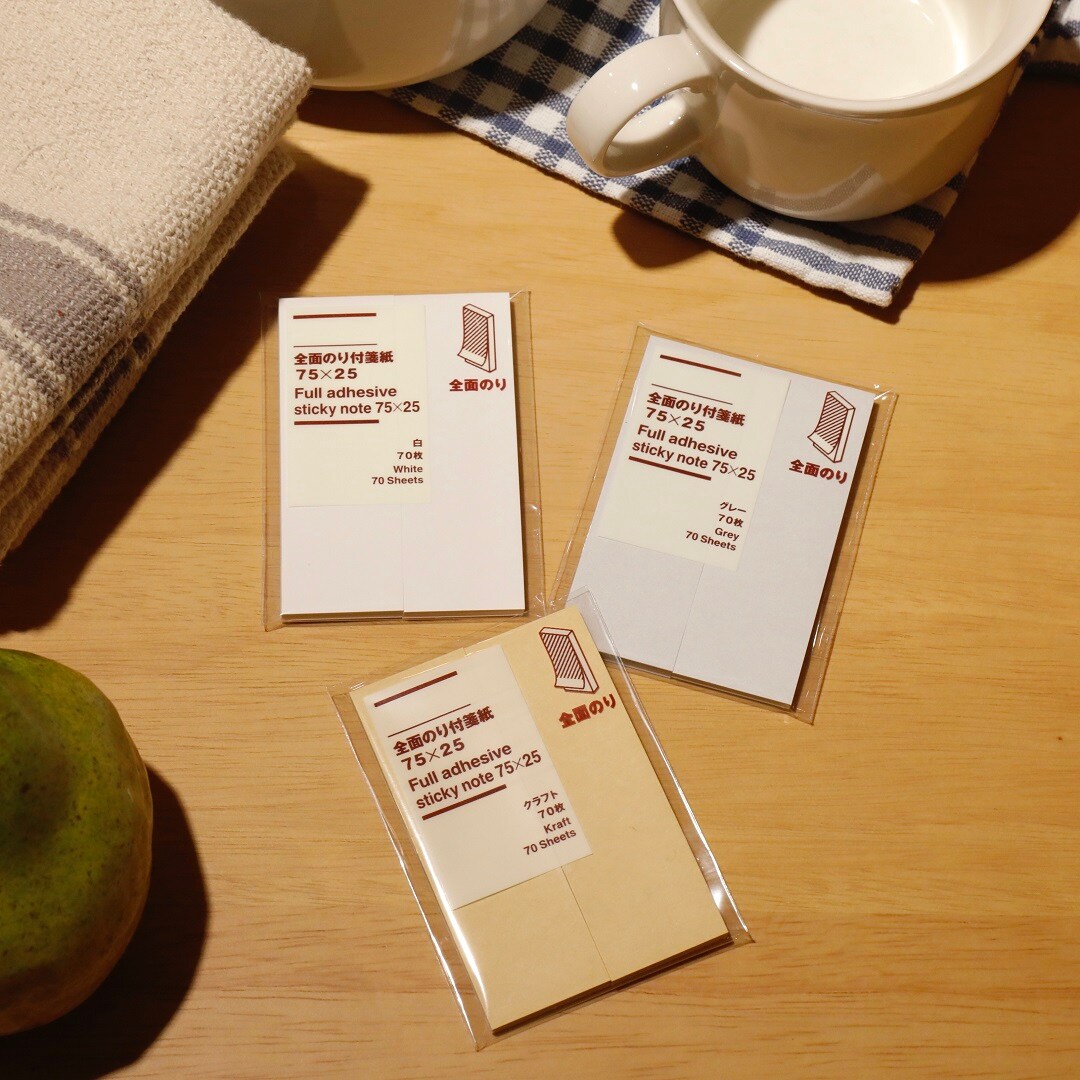 全面のり付箋紙
75×25
Full adhesive
sticky note 75×25
白
70枚
White
70 Sheets
全面のり
全面のり付箋紙
75×25
Full adhesive
sticky note 75×25
グレー
70枚
Grey
70 Sheets
全面のり
全面のり付箋紙
75×25
Full adhesive
sticky note 75×25
クラフト
70枚
Kraft
70 Sheets
全面のり